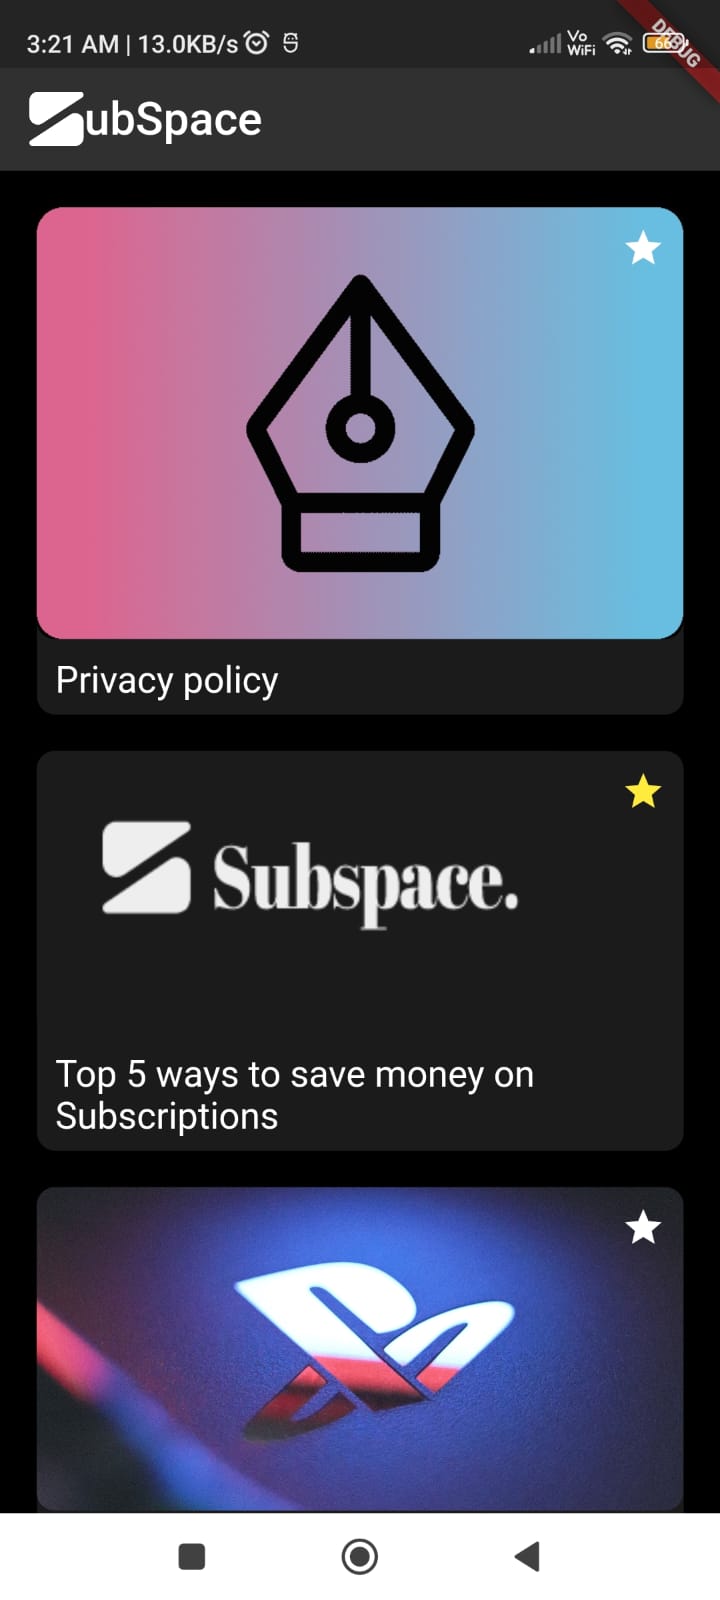 3:21 AM | 13.0KB/s
Vo
WiFi
66
DEBUG
ubSpace
Privacy policy
Subspace.
Top 5 ways to save money on
Subscriptions